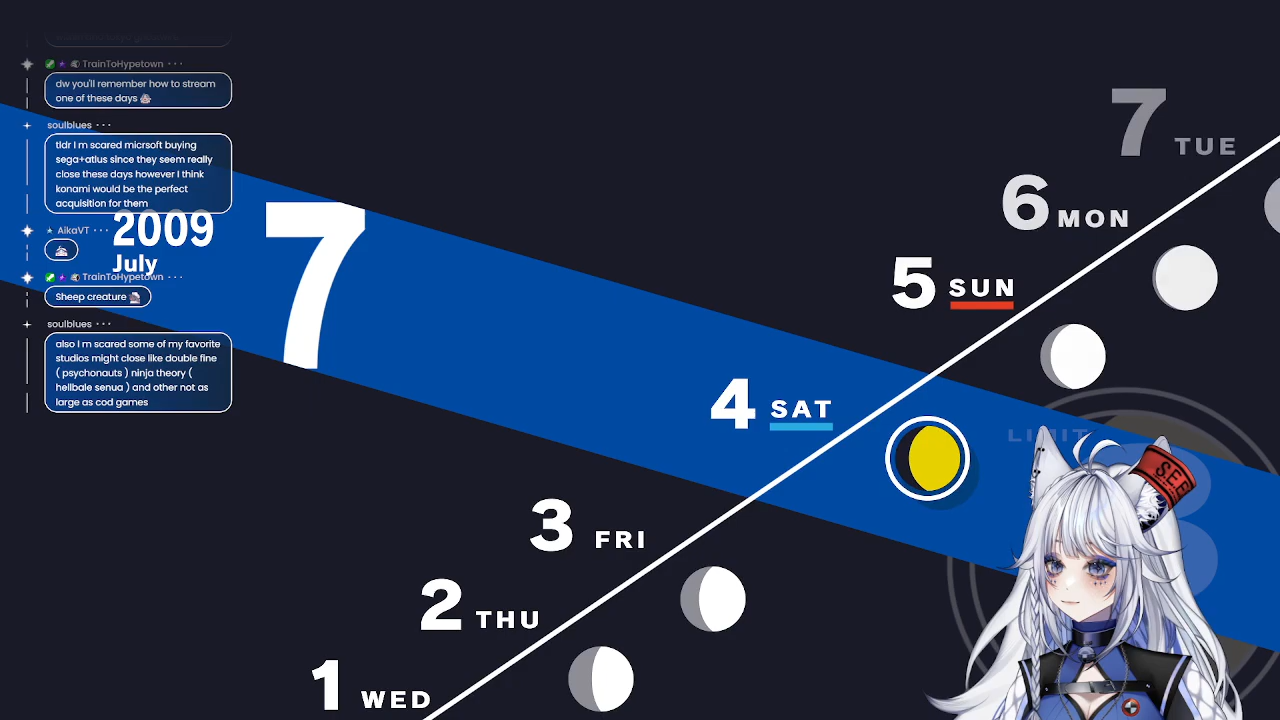 TrainToHypetown
dw you'll remember how to stream
one of these days
soulblues
tldr I m scared micrsoft buying
sega+atlus since they seem really
close these days however I think
konami would be the perfect
acquisition for them
AikaVT
TrainToHypetown
Sheep creature
soulblues
also I m scared some of my favorite
studios might close like double fine
( psychonauts ) ninja theory (
hellbale senua ) and other not as
large as cod games
2009
July
7
7 TUE
6 MON
5 SUN
4 SAT
3 FRI
2 THU
1 WED
LIMIT
S.E.E